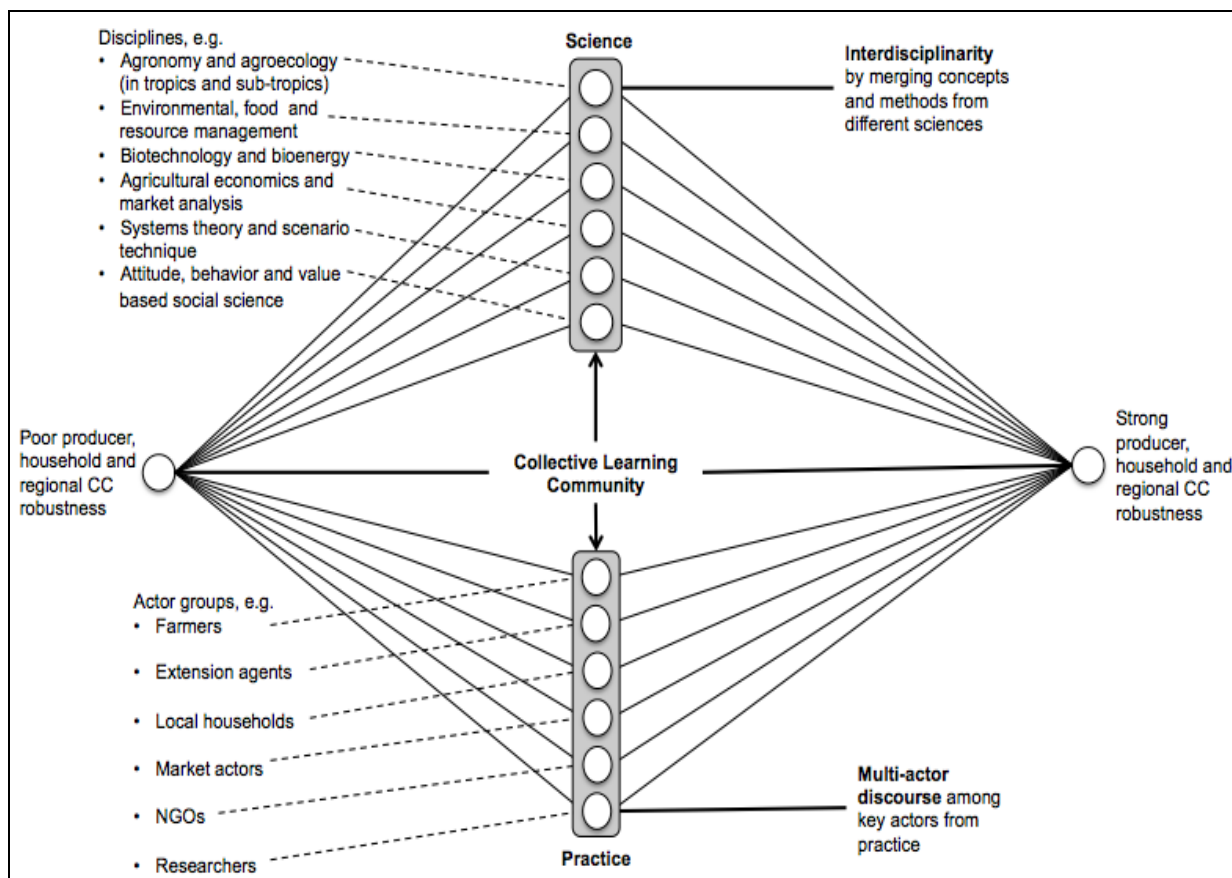 Disciplines, e.g.
• Agronomy and agroecology
(in tropics and sub-tropics)
• Environmental, food and
resource management
• Biotechnology and bioenergy
• Agricultural economics and
market analysis
• Systems theory and scenario
technique
• Attitude, behavior and value
based social science
Science
Interdisciplinarity
by merging concepts
and methods from
different sciences
Poor producer,
household and
regional CC
robustness
Collective Learning
Community
Strong
producer,
household and
regional CC
robustness
Actor groups, e.g.
• Farmers
• Extension agents
• Local households
• Market actors
• NGOs
• Researchers
Practice
Multi-actor
discourse among
key actors from
practice